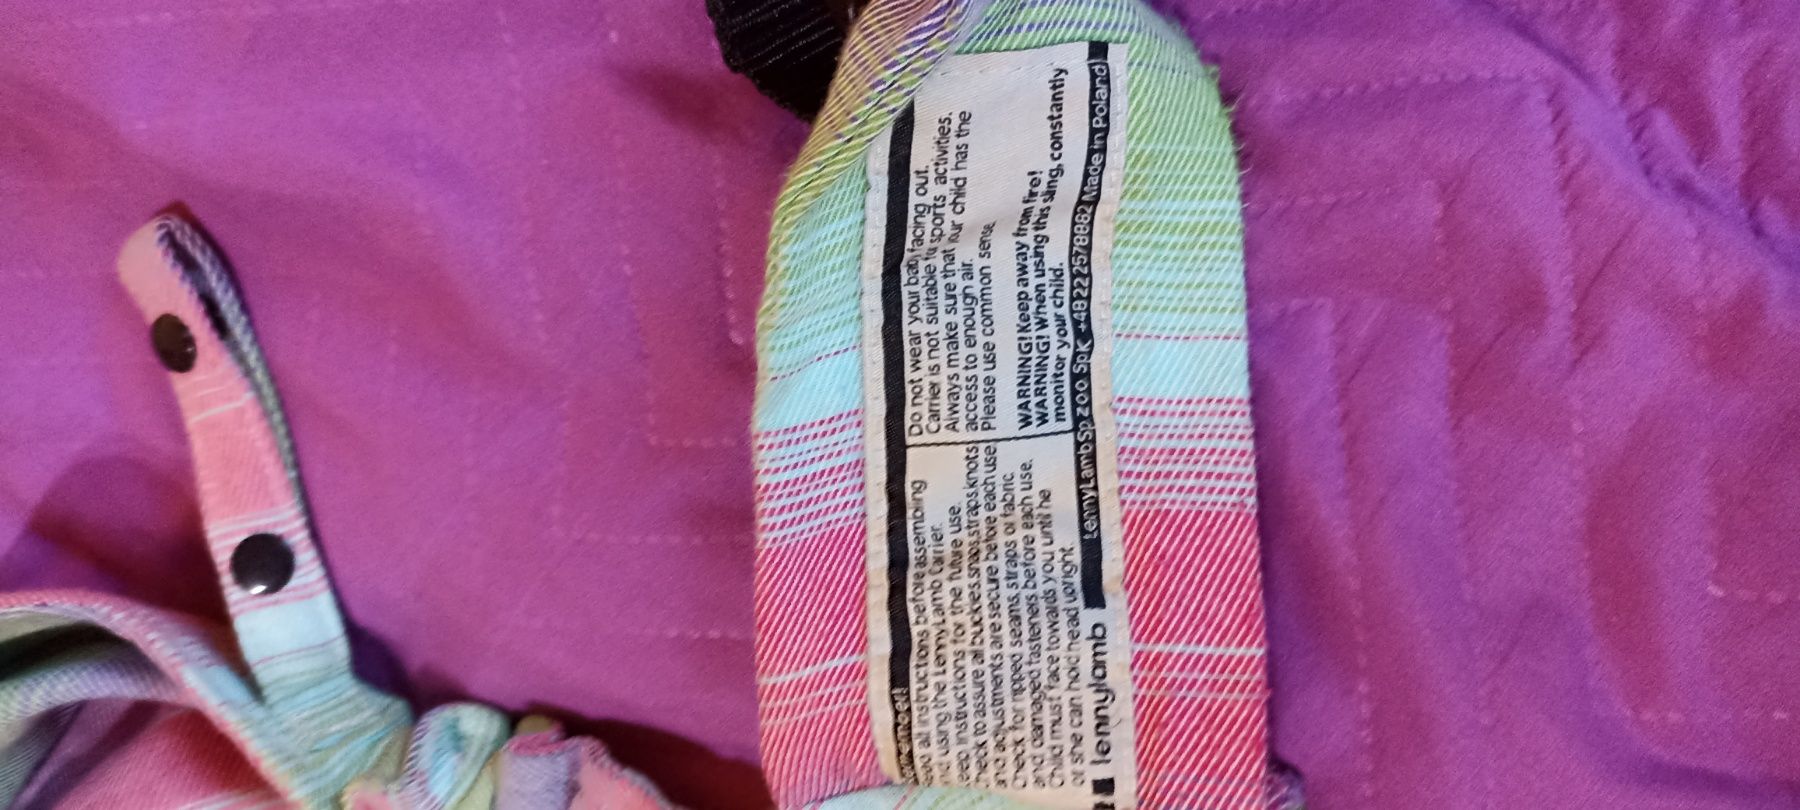 Remember!
Read all instructions before assembling
and using the LennyLamb Carrier.
Keep instructions for the future use.
Check to assure all buckles, snaps, straps, knots
and adjustments are secure before each use
Check for ripped seams, straps or fabric
and damaged fasteners before each use.
Child must face towards you until he
or she can hold head upright
Do not wear your baby facing out.
Carrier is not suitable sports activities.
Always make sure that your child has the
access to enough air.
Please use common sense
WARNING! Keep away from fire!
WARNING! When using this sling, constantly
monitor your child.
lennylamb
LennyLamb Sp zoo SpK +48222578882 Made in Poland